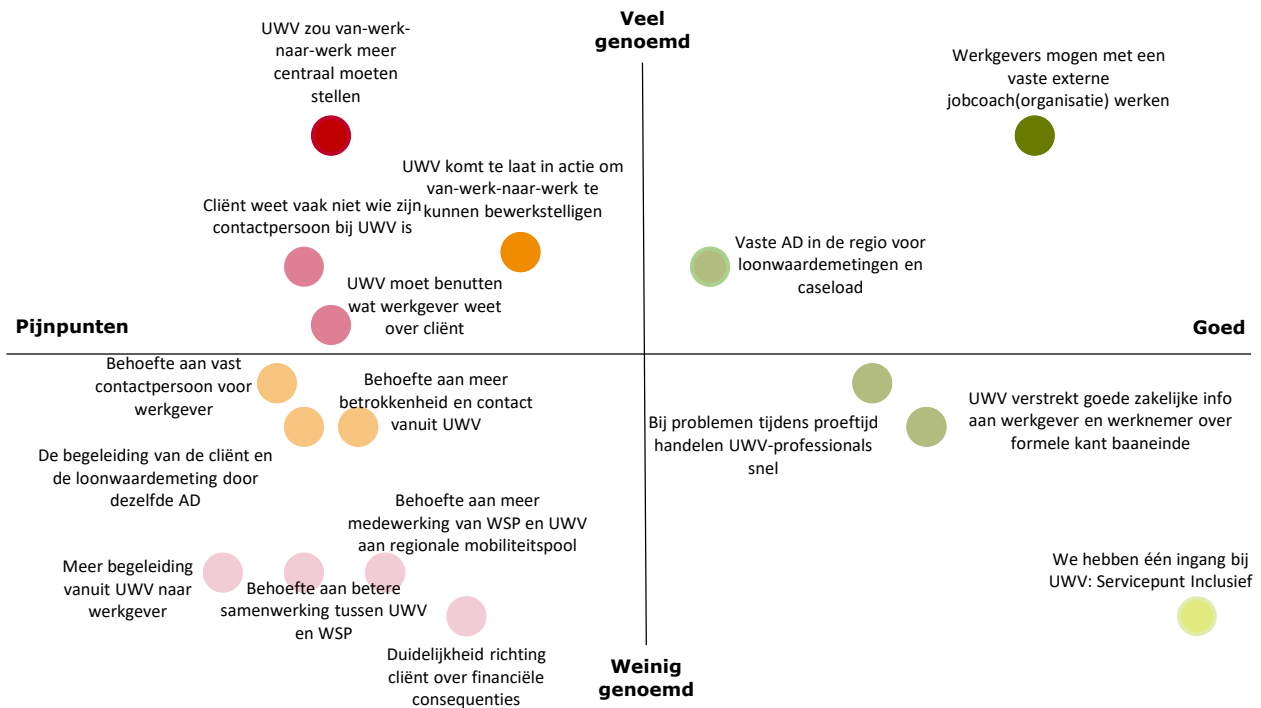 Veel
genoemd
UWV zou van-werk-
naar-werk meer
centraal moeten
stellen
Werkgevers mogen met een
vaste externe
jobcoach(organisatie) werken
UWV komt te laat in actie om
van-werk-naar-werk te
kunnen bewerkstelligen
Cliënt weet vaak niet wie zijn
contactpersoon bij UWV is
Vaste AD in de regio voor
loonwaardemetingen en
caseload
UWV moet benutten
wat werkgever weet
over cliënt
Pijnpunten
Goed
Behoefte aan vast
contactpersoon voor
werkgever
Behoefte aan meer
betrokkenheid en contact
vanuit UWV
Bij problemen tijdens proeftijd
handelen UWV-professionals
snel
UWV verstrekt goede zakelijke info
aan werkgever en werknemer over
formele kant baaneinde
De begeleiding van de cliënt en
de loonwaardemeting door
dezelfde AD
Behoefte aan meer
medewerking van WSP en UWV
aan regionale mobiliteitspool
Meer begeleiding
vanuit UWV naar
werkgever
Behoefte aan betere
samenwerking tussen UWV
en WSP
We hebben één ingang bij
UWV: Servicepunt Inclusief
Duidelijkheid richting
cliënt over financiële
consequenties
Weinig
genoemd